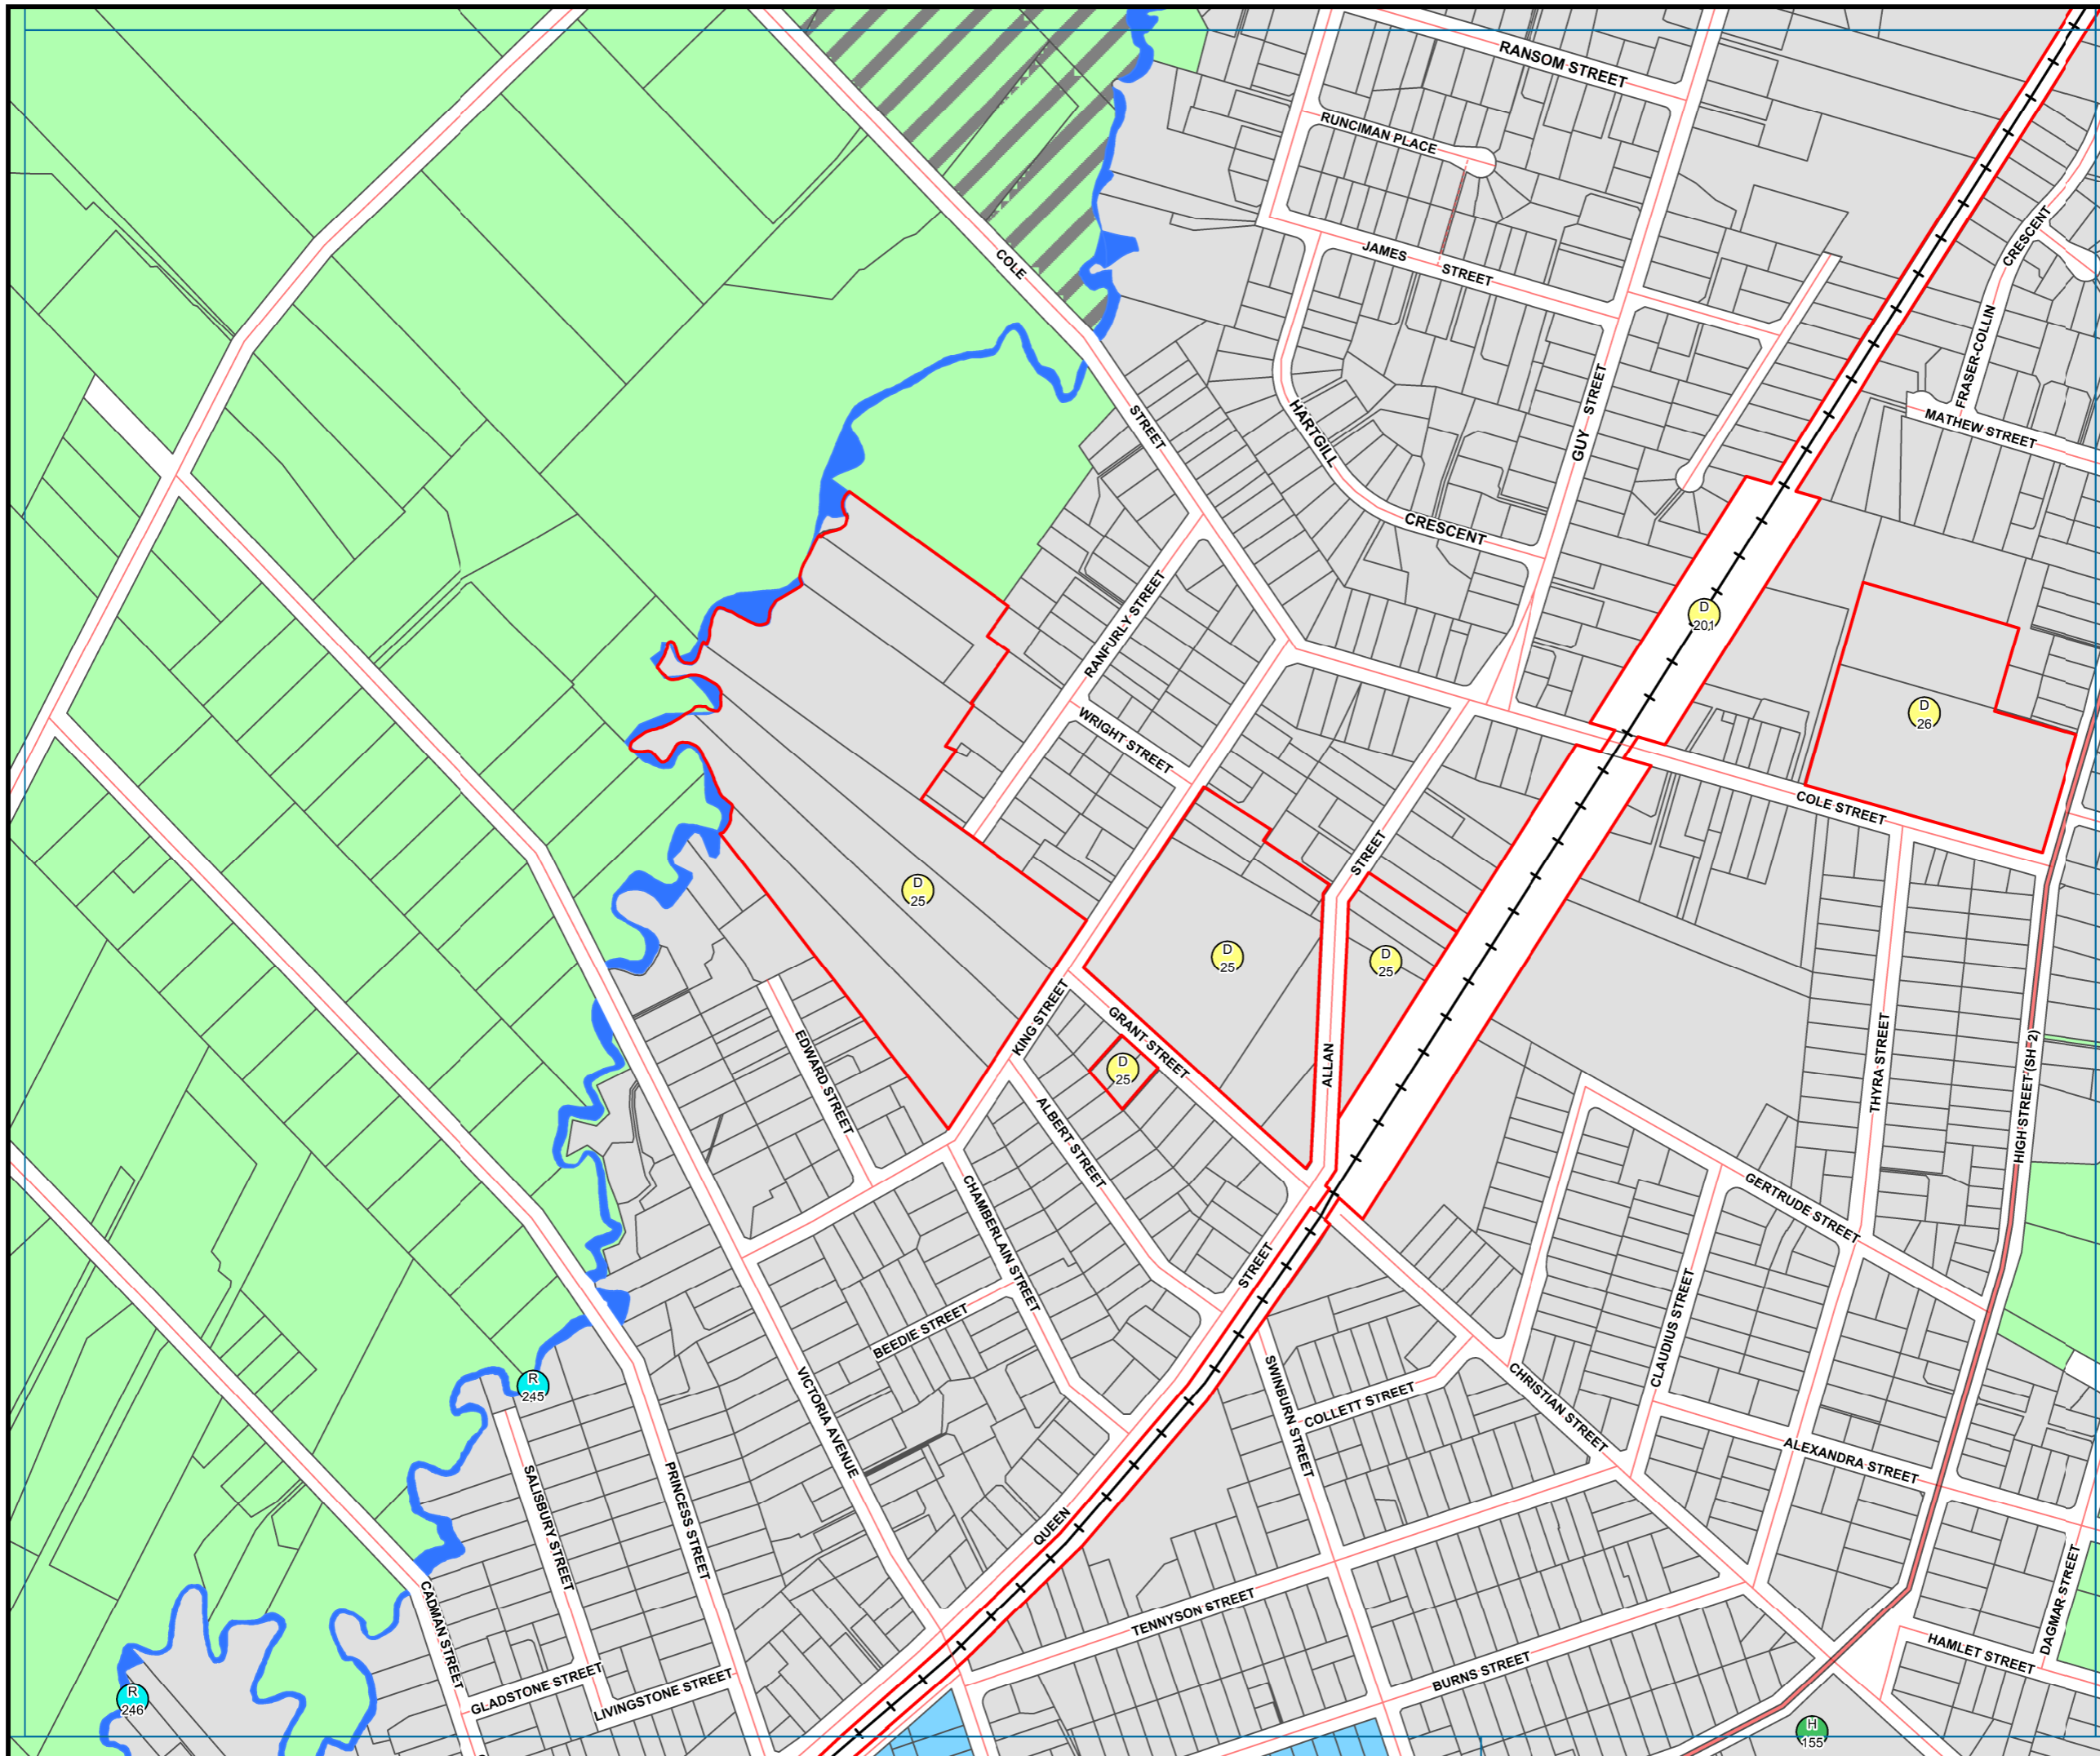 RANSOM STREET
RUNCIMAN PLACE
COLE
JAMES STREET
CRESCENT
FRASER-COLLIN
MATHEW STREET
STREET
HARTGILL
GUY STREET
CRESCENT
D
201
RANFURLY STREET
D
26
WRIGHT STREET
COLE STREET
STREET
D
25
D
25
D
25
KING STREET
GRANT STREET
D
25
EDWARD STREET
ALLAN
THYRA STREET
HIGH STREET (SH 2)
ALBERT STREET
CHAMBERLAIN STREET
GERTRUDE STREET
STREET
BEEDIE STREET
CLAUDIUS STREET
R
245
VICTORIA AVENUE
SWINBURN STREET
COLLETT STREET
CHRISTIAN STREET
ALEXANDRA STREET
SALISBURY STREET
PRINCESS STREET
QUEEN
CADMAN STREET
TENNYSON STREET
DAGMAR STREET
HAMLET STREET
GLADSTONE STREET
LIVINGSTONE STREET
BURNS STREET
R
246
H
155